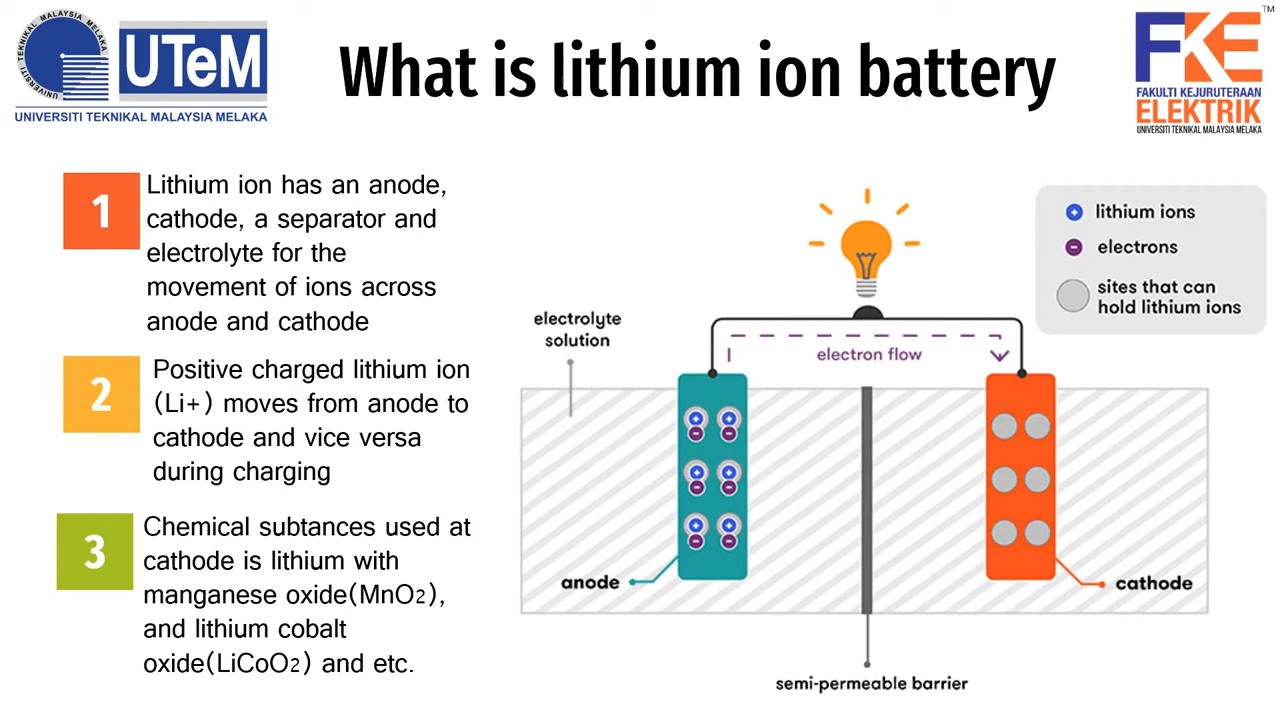 UNIVERSITI TEKNIKAL MALAYSIA MELAKA
UTeM
UNIVERSITI TEKNIKAL MALAYSIA MELAKA
What is lithium ion battery
TM
FKE
FAKULTI KEJURUTERAAN
ELEKTRIK
UNIVERSITI TEKNIKAL MALAYSIA MELAKA
1
Lithium ion has an anode,
cathode, a separator and
electrolyte for the
movement of ions across
anode and cathode
2
Positive charged lithium ion
(Li+) moves from anode to
cathode and vice versa
during charging
3
Chemical subtances used at
cathode is lithium with
manganese oxide(MnO2),
and lithium cobalt
oxide(LiCoO2) and etc.
+ lithium ions
- electrons
sites that can
hold lithium ions
electrolyte
solution
electron flow
anode
cathode
semi-permeable barrier